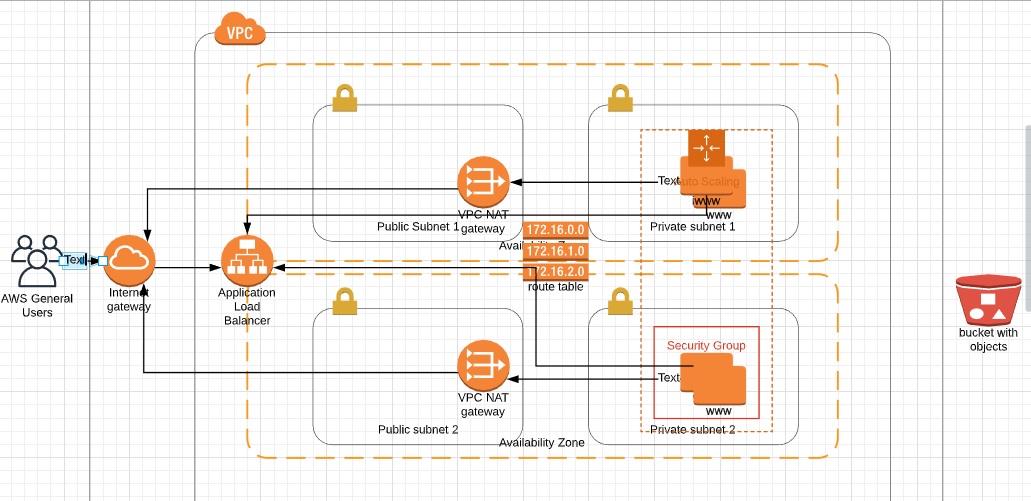 VPC
Text
AWS General
Users
Internet
gateway
Application
Load
Balancer
VPC NAT
gateway
Public Subnet 1
Text
Auto Scaling
www
www
Private subnet 1
172.16.0.0
172.16.1.0
172.16.2.0
route table
Availability Zone
VPC NAT
gateway
Public subnet 2
Security Group
Text
www
Private subnet 2
Availability Zone
bucket with
objects